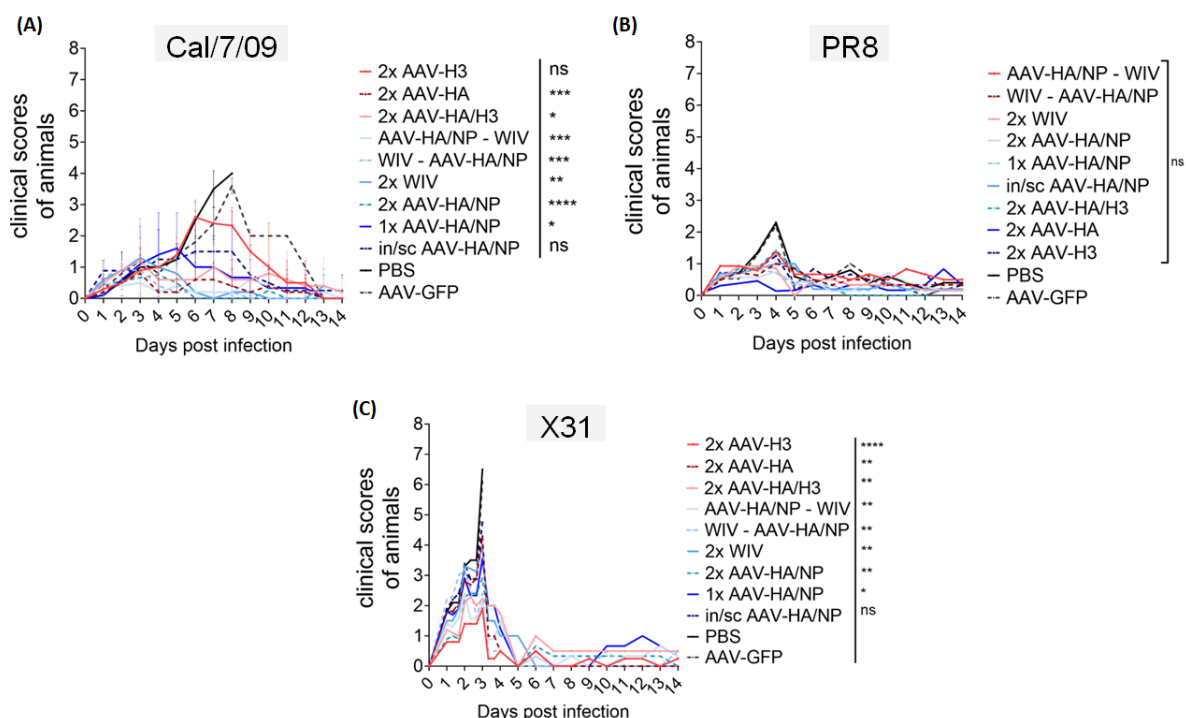 (A)
Cal/7/09
clinical scores
of animals
8
7
6
5
4
3
2
1
0
0 1 2 3 4 5 6 7 8 9 10 11 12 13 14
Days post infection
2x AAV-H3 ns
2x AAV-HA ***
2x AAV-HA/H3 *
AAV-HA/NP - WIV ***
WIV - AAV-HA/NP ***
2x WIV **
2x AAV-HA/NP ****
1x AAV-HA/NP *
in/sc AAV-HA/NP ns
PBS
AAV-GFP
(B)
PR8
clinical scores
of animals
8
7
6
5
4
3
2
1
0
0 1 2 3 4 5 6 7 8 9 10 11 12 13 14
Days post infection
AAV-HA/NP - WIV
WIV - AAV-HA/NP
2x WIV
2x AAV-HA/NP
1x AAV-HA/NP
in/sc AAV-HA/NP
2x AAV-HA/H3
2x AAV-HA
2x AAV-H3
PBS
AAV-GFP
ns
(C)
X31
clinical scores
of animals
8
7
6
5
4
3
2
1
0
0 1 2 3 4 5 6 7 8 9 10 11 12 13 14
Days post infection
2x AAV-H3 ****
2x AAV-HA **
2x AAV-HA/H3 **
AAV-HA/NP - WIV **
WIV - AAV-HA/NP **
2x WIV **
2x AAV-HA/NP **
1x AAV-HA/NP *
in/sc AAV-HA/NP ns
PBS
AAV-GFP